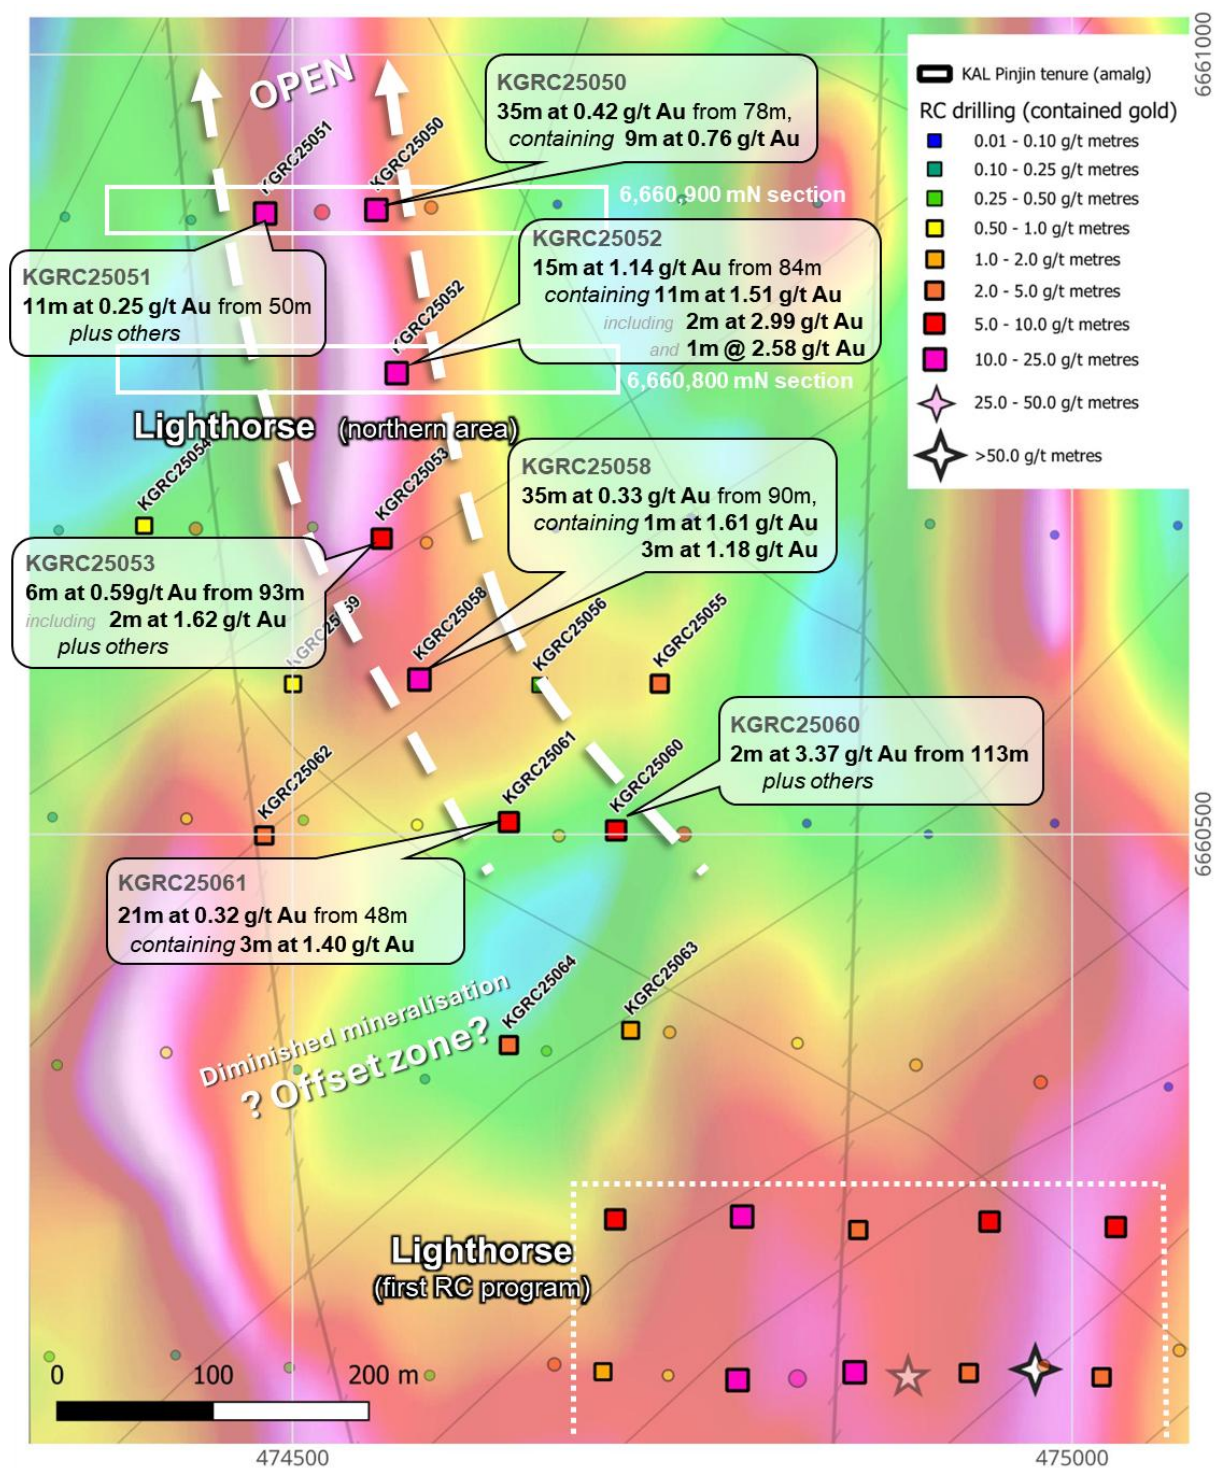 OPEN
6661000
KAL Pinjin tenure (amalg)
RC drilling (contained gold)
0.01 - 0.10 g/t metres
0.10 - 0.25 g/t metres
0.25 - 0.50 g/t metres
0.50 - 1.0 g/t metres
1.0 - 2.0 g/t metres
2.0 - 5.0 g/t metres
5.0 - 10.0 g/t metres
10.0 - 25.0 g/t metres
25.0 - 50.0 g/t metres
>50.0 g/t metres
KGRC25050
35m at 0.42 g/t Au from 78m,
containing 9m at 0.76 g/t Au
KGRC25051
KGRC25050
6,660,900 mN section
KGRC25052
15m at 1.14 g/t Au from 84m
containing 11m at 1.51 g/t Au
including 2m at 2.99 g/t Au
and 1m @ 2.58 g/t Au
KGRC25051
11m at 0.25 g/t Au from 50m
plus others
KGRC25052
6,660,800 mN section
Lighthorse (northern area)
KGRC25054
KGRC25053
KGRC25058
35m at 0.33 g/t Au from 90m,
containing 1m at 1.61 g/t Au
3m at 1.18 g/t Au
KGRC25053
6m at 0.59g/t Au from 93m
including 2m at 1.62 g/t Au
plus others
KGRC25058
KGRC25056
KGRC25055
KGRC25060
2m at 3.37 g/t Au from 113m
plus others
KGRC25062
KGRC25061
KGRC25060
6660500
KGRC25061
21m at 0.32 g/t Au from 48m
containing 3m at 1.40 g/t Au
KGRC25064
KGRC25063
Diminished mineralisation
? Offset zone?
Lighthorse
(first RC program)
0 100 200 m
474500
475000